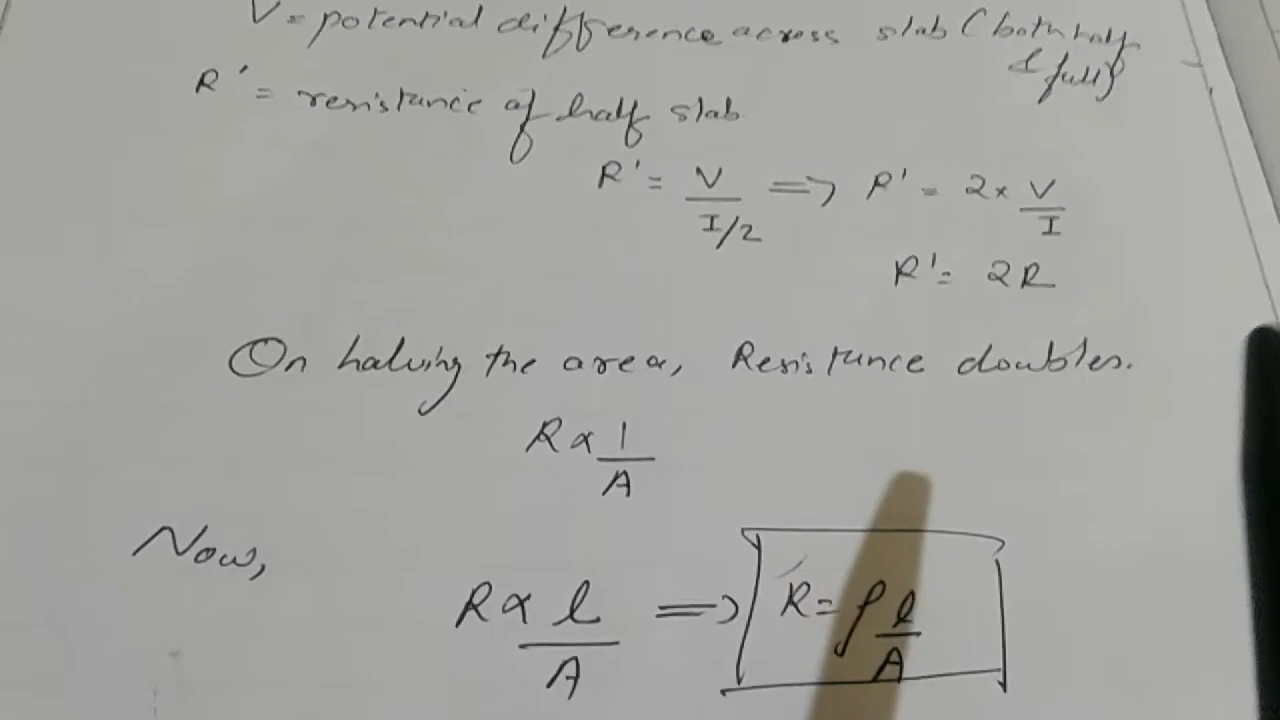 V = potential difference across slab (both half
& full)
R' = resistance of half slab
R' = V/(I/2) => R' = 2 × V/I
R' = 2R
On halving the area, Resistance doubles.
R ∝ 1/A
Now,
R ∝ l/A => R = ρ l/A